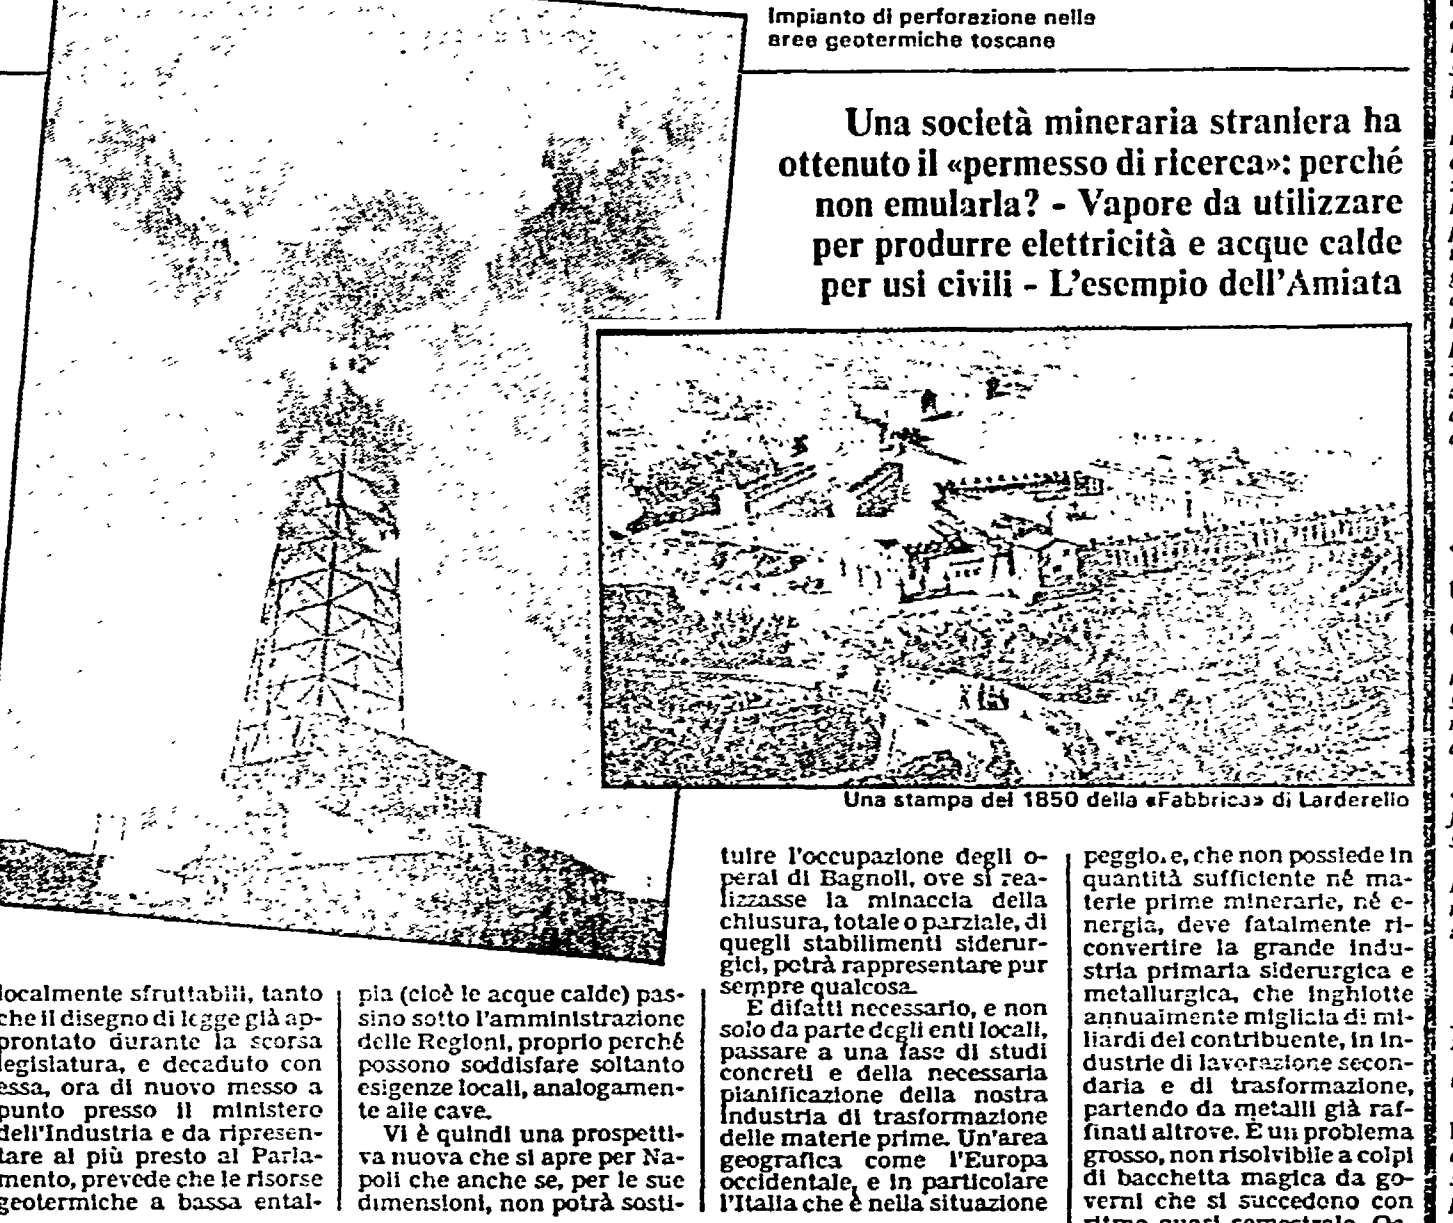 Impianto di perforazione nelle
aree geotermiche toscane
Una società mineraria straniera ha
ottenuto il «permesso di ricerca»: perché
non emularla? - Vapore da utilizzare
per produrre elettricità e acque calde
per usi civili - L'esempio dell'Amiata
Una stampa del 1850 della «Fabbrica» di Larderello
localmente sfruttabili, tanto
che il disegno di legge già ap-
prontato durante la scorsa
legislatura, e decaduto con
essa, ora di nuovo messo a
punto presso il ministero
dell'Industria e da ripresen-
tare al più presto al Parla-
mento, prevede che le risorse
geotermiche a bassa ental-
pia (cioè le acque calde) pas-
sino sotto l'amministrazione
delle Regioni, proprio perché
possono soddisfare soltanto
esigenze locali, analogamen-
te alle cave.
Vi è quindi una prospetti-
va nuova che si apre per Na-
poli che anche se, per le sue
dimensioni, non potrà sosti-
tuire l'occupazione degli o-
perai di Bagnoli, ove si rea-
lizzasse la minaccia della
chiusura, totale o parziale, di
quegli stabilimenti siderur-
gici, potrà rappresentare pur
sempre qualcosa.
E difatti necessario, e non
solo da parte degli enti locali,
passare a una fase di studi
concreti e della necessaria
pianificazione della nostra
industria di trasformazione
delle materie prime. Un'area
geografica come l'Europa
occidentale, e in particolare
l'Italia che è nella situazione
peggiore, che non possiede in
quantità sufficiente né ma-
terie prime minerarie, né e-
nergia, deve fatalmente ri-
convertire la grande indu-
stria primaria siderurgica e
metallurgica, che inghiotte
annualmente migliaia di mi-
liardi del contribuente, in in-
dustrie di lavorazione secon-
daria e di trasformazione,
partendo da metalli già raf-
finati altrove. È un problema
grosso, non risolvibile a colpi
di bacchetta magica da go-
verni che si succedono con
ritmo quasi semestrale.